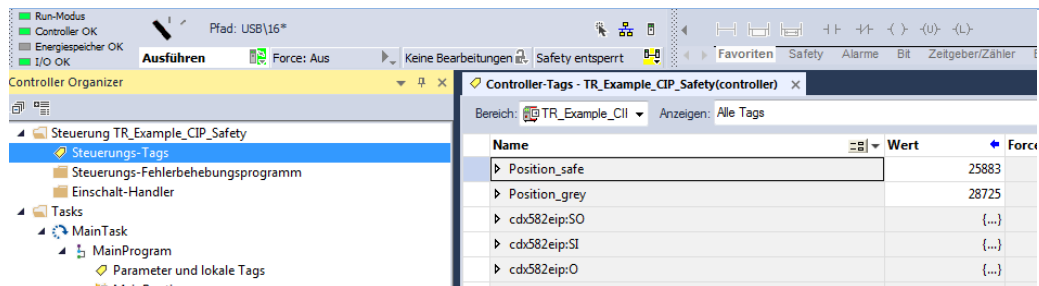 Run-Modus
Controller OK
Energiespeicher OK
I/O OK
Pfad: USB\16*
Ausführen
Force: Aus
Keine Bearbeitungen
Safety entsperrt
Favoriten Safety Alarme Bit Zeitgeber/Zähler
Controller Organizer
Steuerung TR_Example_CIP_Safety
Steuerungs-Tags
Steuerungs-Fehlerbehebungsprogramm
Einschalt-Handler
Tasks
MainTask
MainProgram
Parameter und lokale Tags
Controller-Tags - TR_Example_CIP_Safety(controller)
Bereich: TR_Example_CII Anzeigen: Alle Tags
Name Wert Force
Position_safe 25883
Position_grey 28725
cdx582eip:SO {...}
cdx582eip:SI {...}
cdx582eip:O {...}